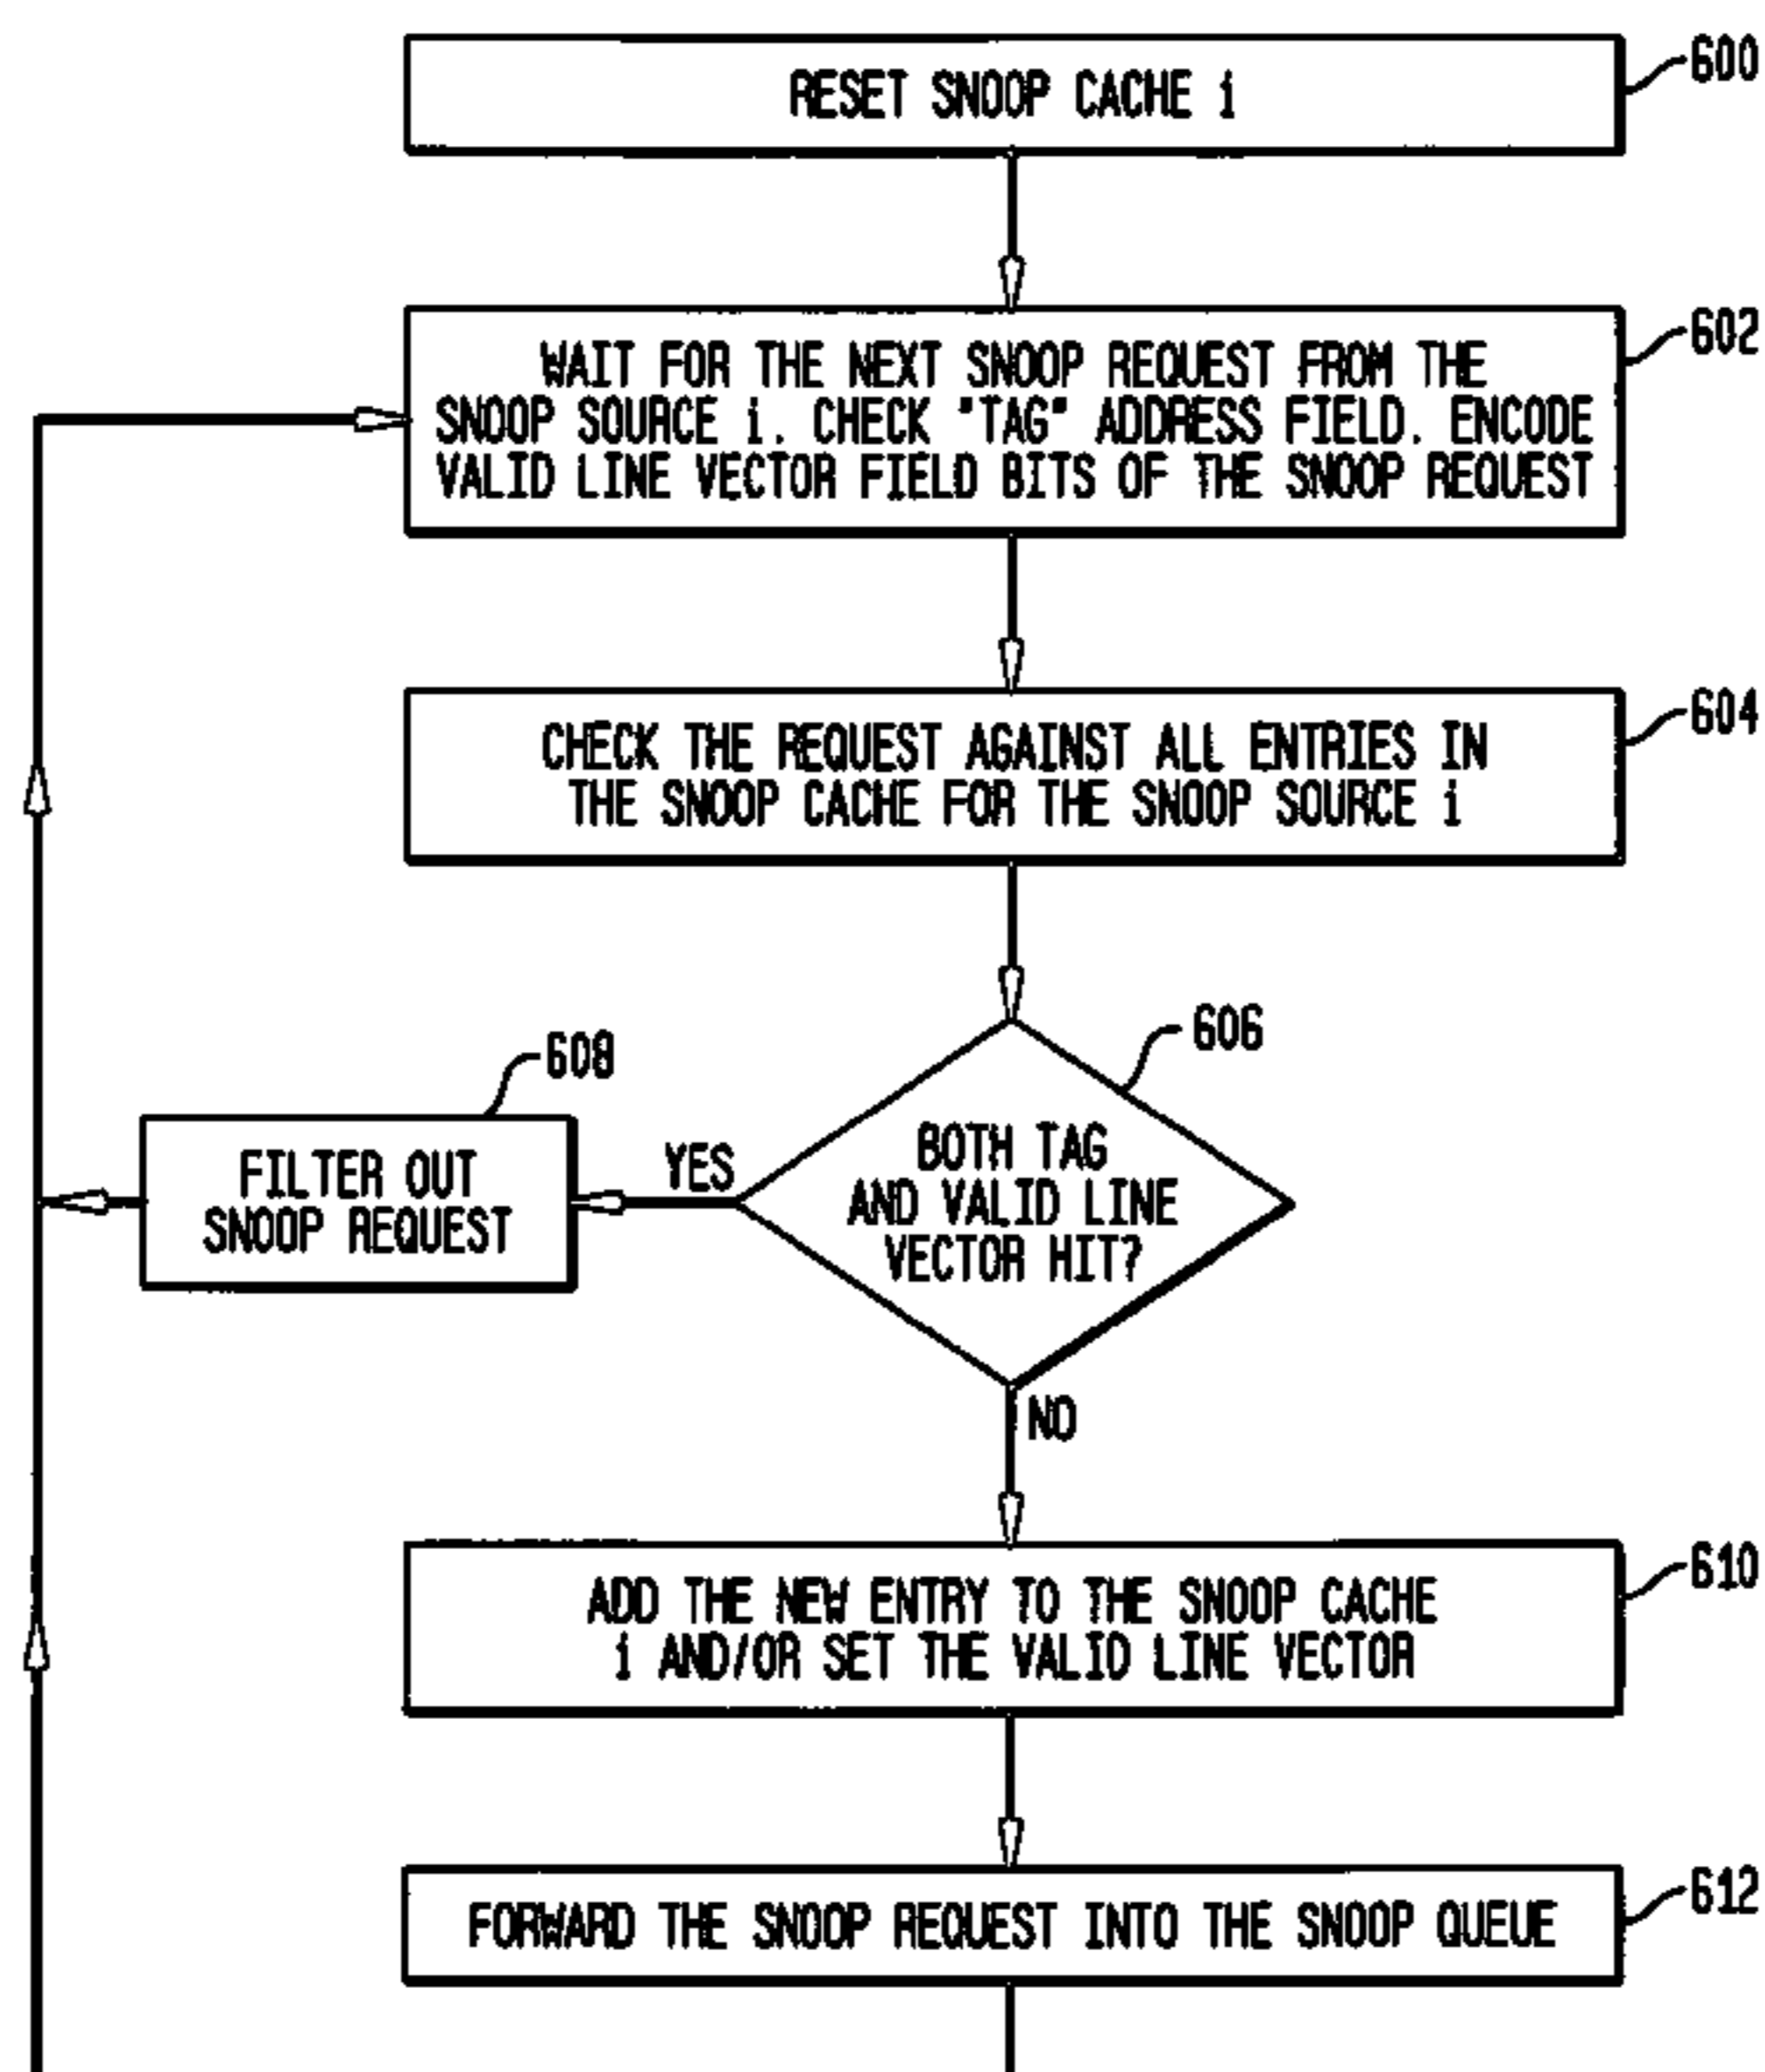 RESET SNOOP CACHE i
600
WAIT FOR THE NEXT SNOOP REQUEST FROM THE
SNOOP SOURCE i. CHECK "TAG" ADDRESS FIELD. ENCODE
VALID LINE VECTOR FIELD BITS OF THE SNOOP REQUEST
602
CHECK THE REQUEST AGAINST ALL ENTRIES IN
THE SNOOP CACHE FOR THE SNOOP SOURCE i
604
606
608
BOTH TAG
AND VALID LINE
VECTOR HIT?
YES
FILTER OUT
SNOOP REQUEST
NO
ADD THE NEW ENTRY TO THE SNOOP CACHE
i AND/OR SET THE VALID LINE VECTOR
610
FORWARD THE SNOOP REQUEST INTO THE SNOOP QUEUE
612